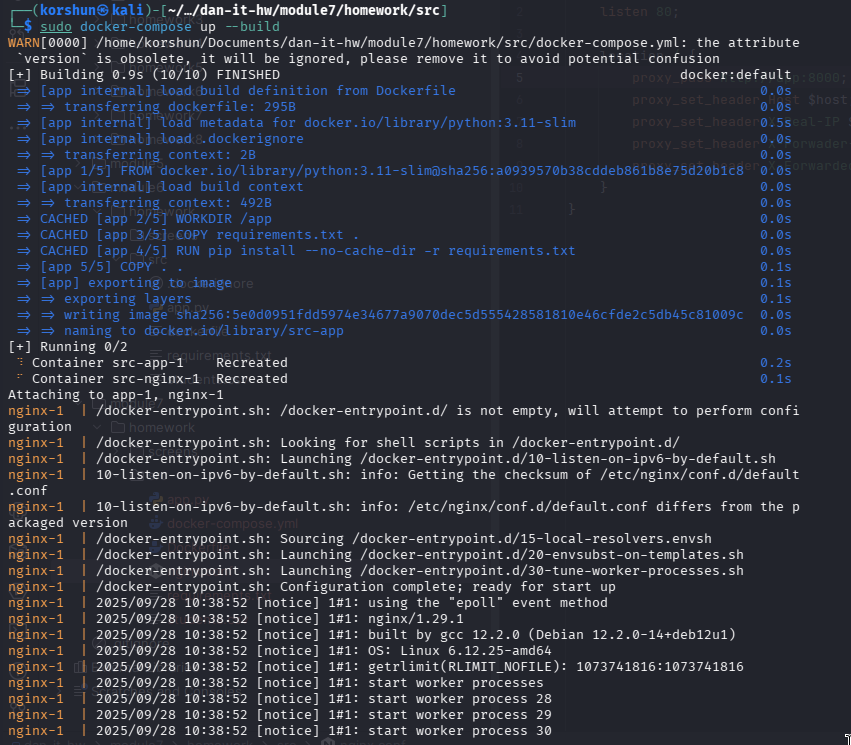 ┌──(korshun㉿kali)-[~/…/dan-it-hw/module7/homework/src]
└─$ sudo docker-compose up --build
WARN[0000] /home/korshun/Documents/dan-it-hw/module7/homework/src/docker-compose.yml: the attribute
`version` is obsolete, it will be ignored, please remove it to avoid potential confusion
[+] Building 0.9s (10/10) FINISHED docker:default
=> [app internal] load build definition from Dockerfile 0.0s
=> => transferring dockerfile: 295B 0.0s
=> [app internal] load metadata for docker.io/library/python:3.11-slim 0.5s
=> [app internal] load .dockerignore 0.0s
=> => transferring context: 2B 0.0s
=> [app 1/5] FROM docker.io/library/python:3.11-slim@sha256:a0939570b38cddeb861b8e75d20b1c8 0.0s
=> [app internal] load build context 0.0s
=> => transferring context: 492B 0.0s
=> CACHED [app 2/5] WORKDIR /app 0.0s
=> CACHED [app 3/5] COPY requirements.txt . 0.0s
=> CACHED [app 4/5] RUN pip install --no-cache-dir -r requirements.txt 0.0s
=> [app 5/5] COPY . . 0.1s
=> [app] exporting to image 0.1s
=> => exporting layers 0.1s
=> => writing image sha256:5e0d0951fdd5974e34677a9070dec5d555428581810e46cfde2c5db45c81009c 0.0s
=> => naming to docker.io/library/src-app 0.0s
[+] Running 0/2
⠹ Container src-app-1 Recreated 0.2s
⠹ Container src-nginx-1 Recreated 0.1s
Attaching to app-1, nginx-1
nginx-1 | /docker-entrypoint.sh: /docker-entrypoint.d/ is not empty, will attempt to perform confi
guration
nginx-1 | /docker-entrypoint.sh: Looking for shell scripts in /docker-entrypoint.d/
nginx-1 | /docker-entrypoint.sh: Launching /docker-entrypoint.d/10-listen-on-ipv6-by-default.sh
nginx-1 | 10-listen-on-ipv6-by-default.sh: info: Getting the checksum of /etc/nginx/conf.d/default
.conf
nginx-1 | 10-listen-on-ipv6-by-default.sh: info: /etc/nginx/conf.d/default.conf differs from the p
ackaged version
nginx-1 | /docker-entrypoint.sh: Sourcing /docker-entrypoint.d/15-local-resolvers.envsh
nginx-1 | /docker-entrypoint.sh: Launching /docker-entrypoint.d/20-envsubst-on-templates.sh
nginx-1 | /docker-entrypoint.sh: Launching /docker-entrypoint.d/30-tune-worker-processes.sh
nginx-1 | /docker-entrypoint.sh: Configuration complete; ready for start up
nginx-1 | 2025/09/28 10:38:52 [notice] 1#1: using the "epoll" event method
nginx-1 | 2025/09/28 10:38:52 [notice] 1#1: nginx/1.29.1
nginx-1 | 2025/09/28 10:38:52 [notice] 1#1: built by gcc 12.2.0 (Debian 12.2.0-14+deb12u1)
nginx-1 | 2025/09/28 10:38:52 [notice] 1#1: OS: Linux 6.12.25-amd64
nginx-1 | 2025/09/28 10:38:52 [notice] 1#1: getrlimit(RLIMIT_NOFILE): 1073741816:1073741816
nginx-1 | 2025/09/28 10:38:52 [notice] 1#1: start worker processes
nginx-1 | 2025/09/28 10:38:52 [notice] 1#1: start worker process 28
nginx-1 | 2025/09/28 10:38:52 [notice] 1#1: start worker process 29
nginx-1 | 2025/09/28 10:38:52 [notice] 1#1: start worker process 30